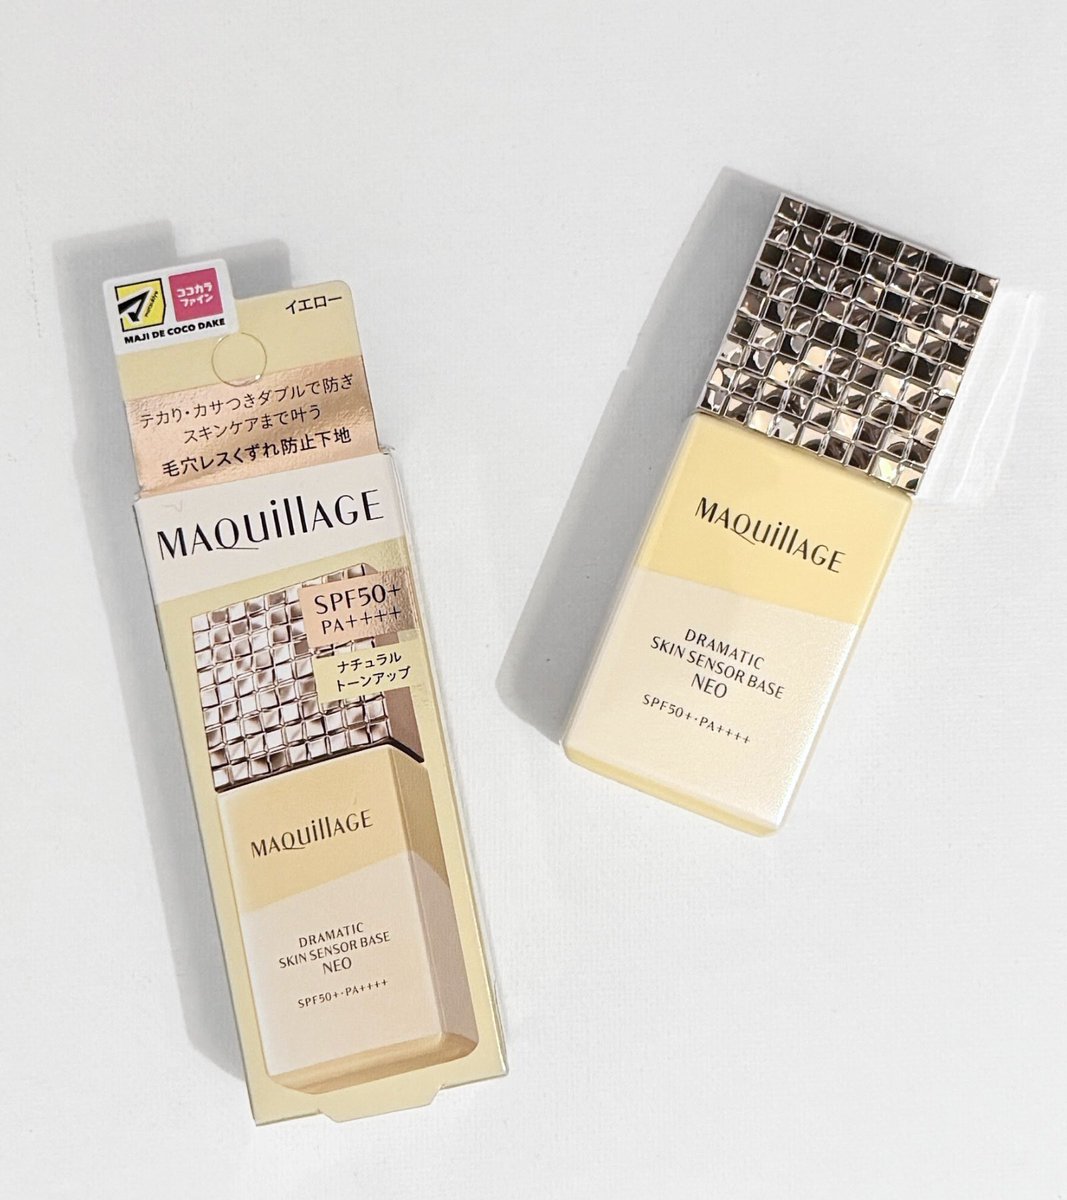 ココカラ
ファイン
MAJI DE COCO DAKE
イエロー
テカリ・カサつきダブルで防ぎ
スキンケアまで叶う
毛穴レスくずれ防止下地
MAQuillAGE
SPF50+
PA++++
ナチュラル
トーンアップ
MAQuillAGE
DRAMATIC
SKIN SENSOR BASE
NEO
SPF50+・PA++++
MAQuillAGE
DRAMATIC
SKIN SENSOR BASE
NEO
SPF50+・PA++++